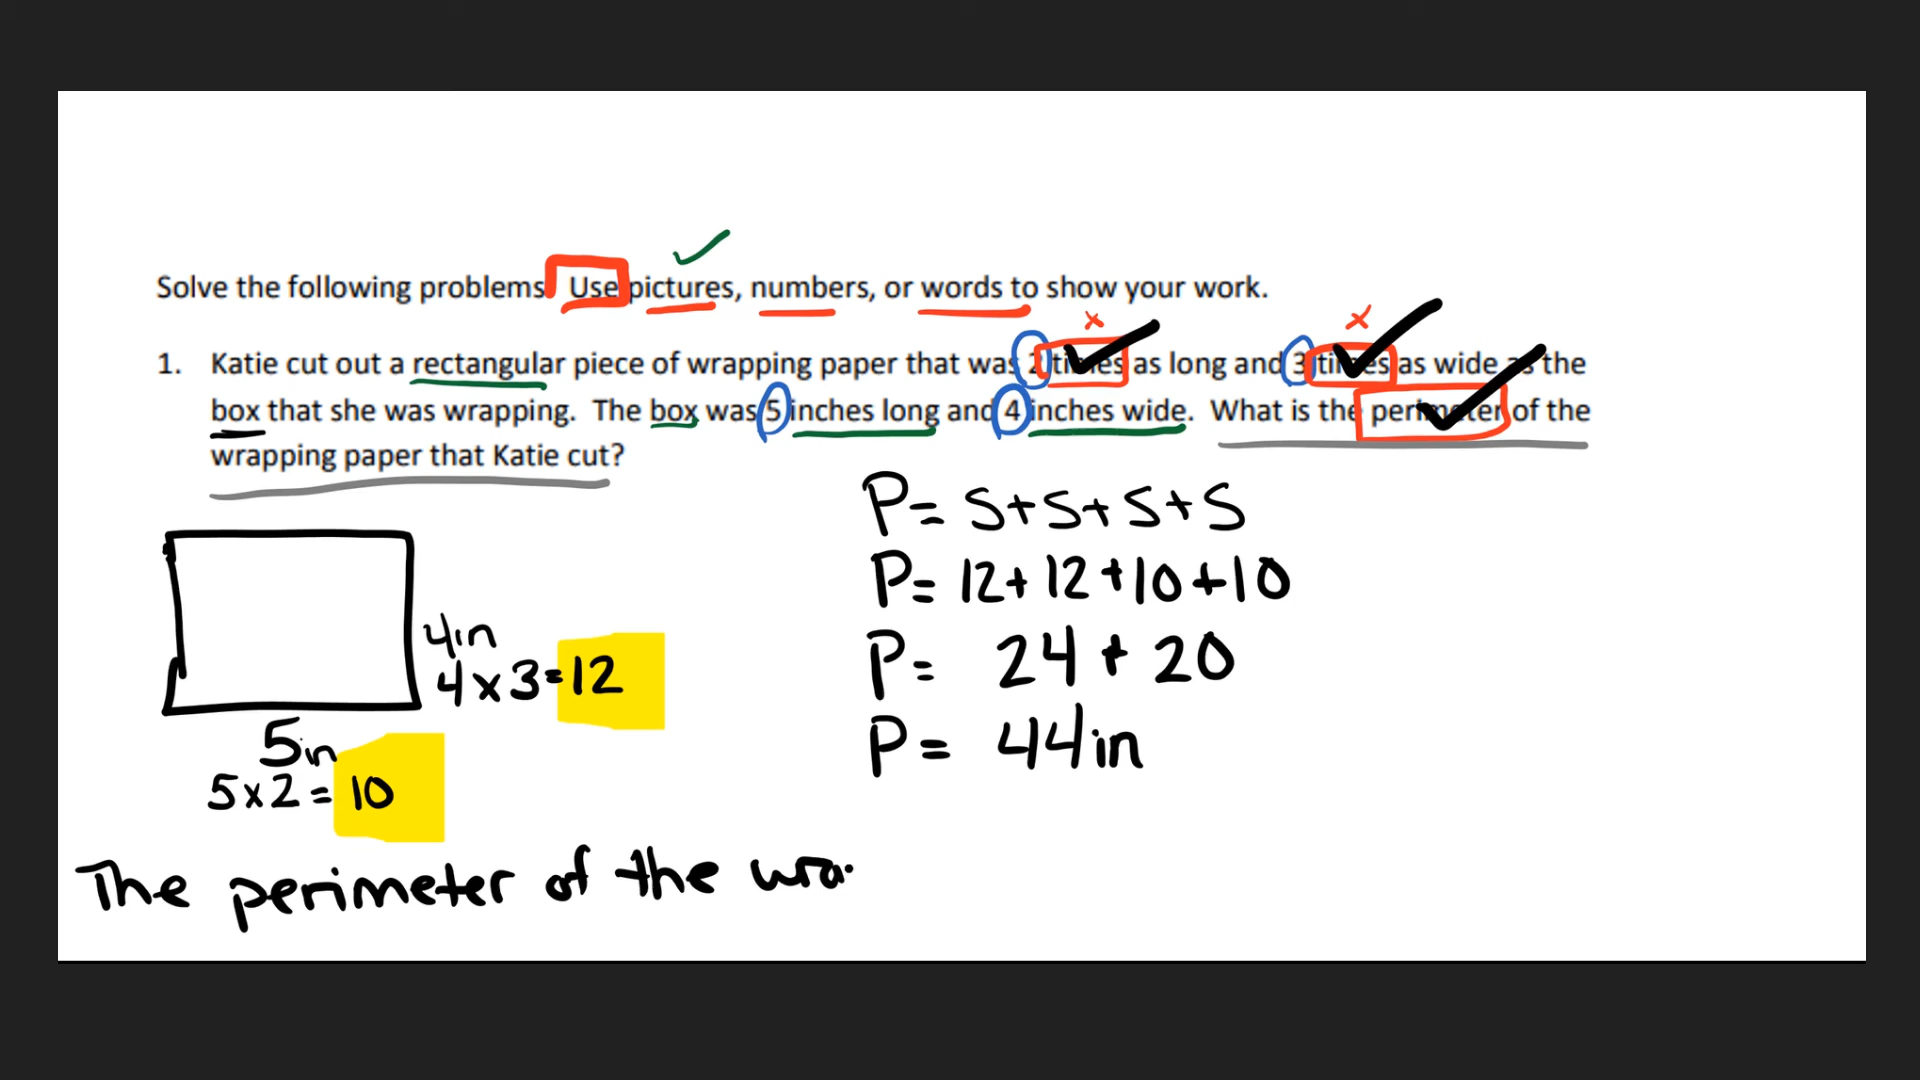 Solve the following problems. Use pictures, numbers, or words to show your work.
x x
1. Katie cut out a rectangular piece of wrapping paper that was 2 times as long and 3 times as wide as the
box that she was wrapping. The box was 5 inches long and 4 inches wide. What is the perimeter of the
wrapping paper that Katie cut?
P= S+S+S+S
P= 12+12+10+10
P= 24+20
P= 44in
4in
4x3=12
5in
5x2=10
The perimeter of the wra